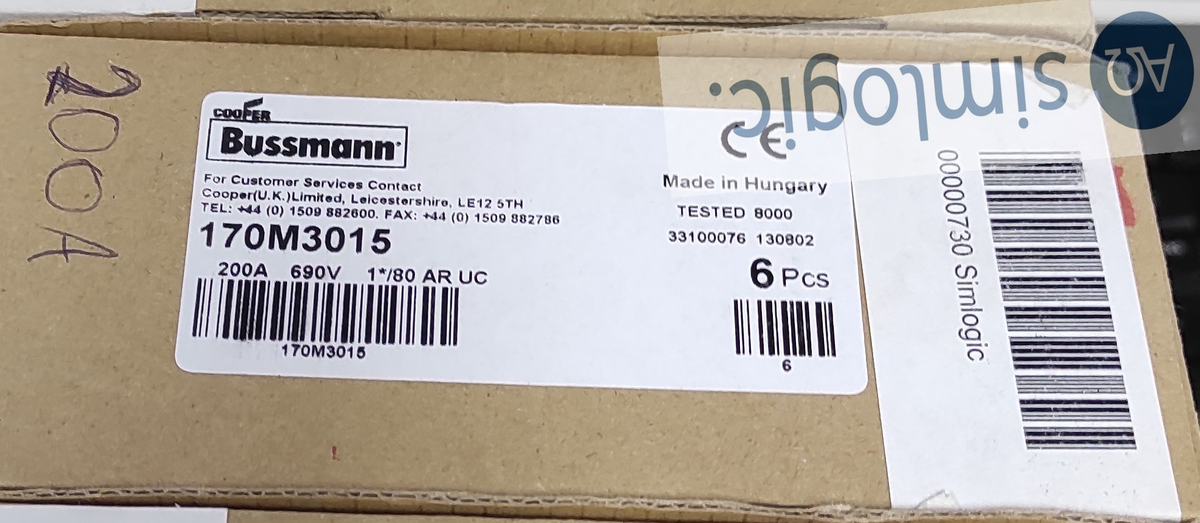 200A
COOPER
Bussmann
For Customer Services Contact
Cooper(U.K.)Limited, Leicestershire, LE12 5TH
TEL: +44 (0) 1509 882600. FAX: +44 (0) 1509 882786
170M3015
200A 690V 1*/80 AR UC
170M3015
CE
Made in Hungary
TESTED 8000
33100076 130802
6 Pcs
6
simlogic.
AQ
00000730 Simlogic